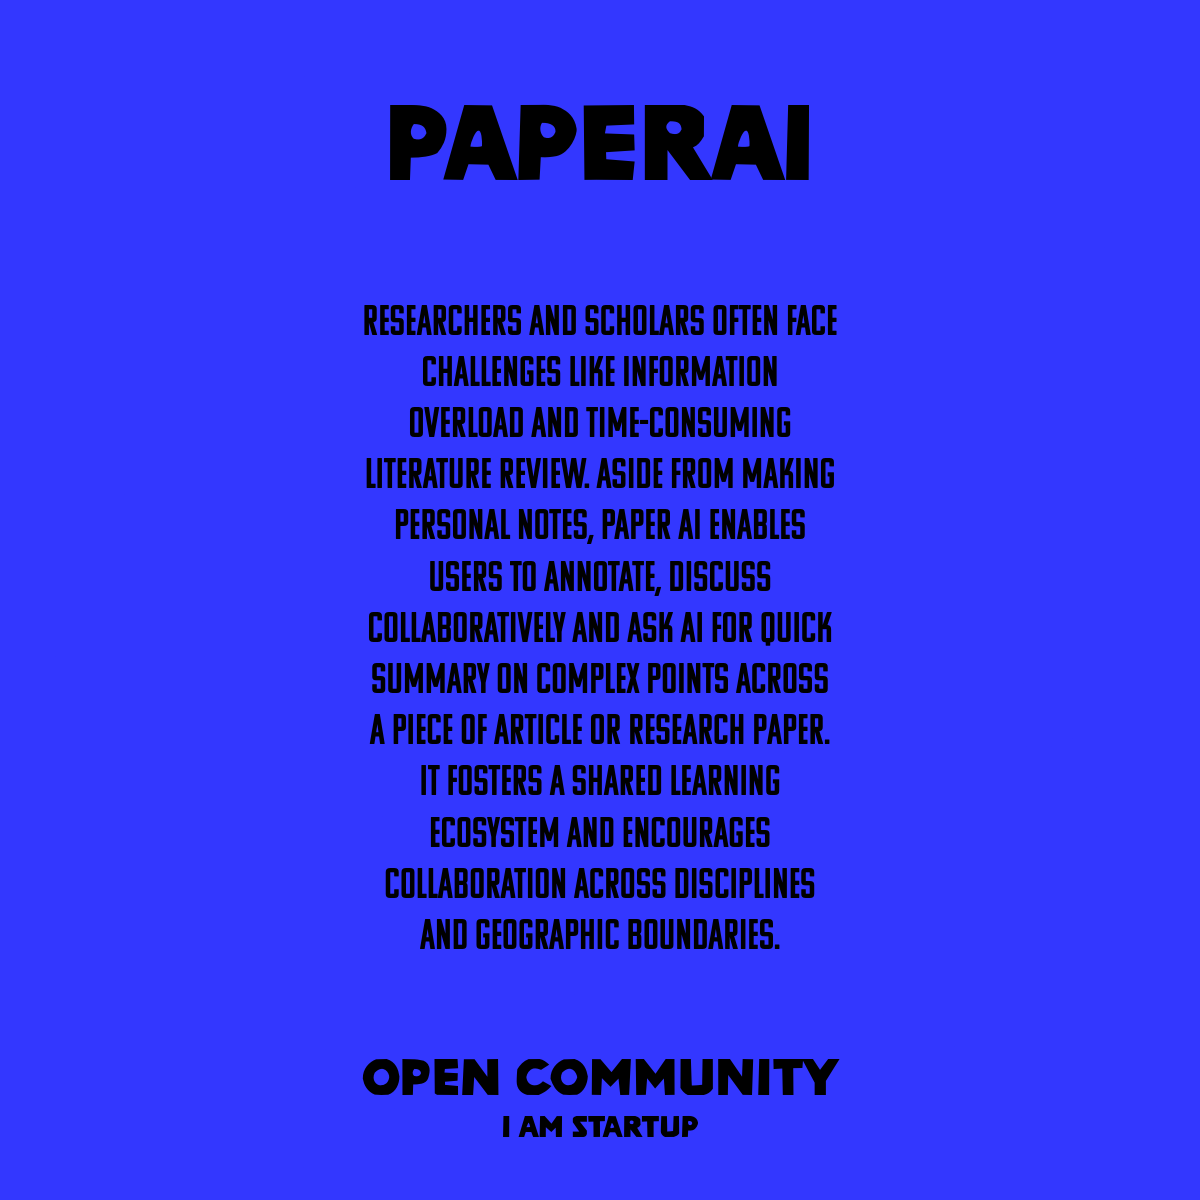 PAPERAI
RESEARCHERS AND SCHOLARS OFTEN FACE
CHALLENGES LIKE INFORMATION
OVERLOAD AND TIME-CONSUMING
LITERATURE REVIEW. ASIDE FROM MAKING
PERSONAL NOTES, PAPER AI ENABLES
USERS TO ANNOTATE, DISCUSS
COLLABORATIVELY AND ASK AI FOR QUICK
SUMMARY ON COMPLEX POINTS ACROSS
A PIECE OF ARTICLE OR RESEARCH PAPER.
IT FOSTERS A SHARED LEARNING
ECOSYSTEM AND ENCOURAGES
COLLABORATION ACROSS DISCIPLINES
AND GEOGRAPHIC BOUNDARIES.
OPEN COMMUNITY
I AM STARTUP